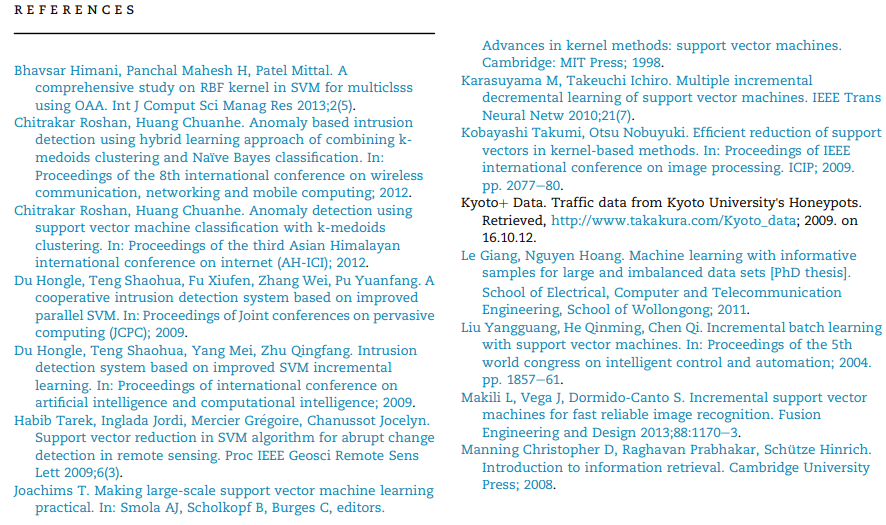 REFERENCES
Bhavsar Himani, Panchal Mahesh H, Patel Mittal. A
comprehensive study on RBF kernel in SVM for multiclsss
using OAA. Int J Comput Sci Manag Res 2013;2(5).
Chitrakar Roshan, Huang Chuanhe. Anomaly based intrusion
detection using hybrid learning approach of combining k-
medoids clustering and Naïve Bayes classification. In:
Proceedings of the 8th international conference on wireless
communication, networking and mobile computing; 2012.
Chitrakar Roshan, Huang Chuanhe. Anomaly detection using
support vector machine classification with k-medoids
clustering. In: Proceedings of the third Asian Himalayan
international conference on internet (AH-ICI); 2012.
Du Hongle, Teng Shaohua, Fu Xiufen, Zhang Wei, Pu Yuanfang. A
cooperative intrusion detection system based on improved
parallel SVM. In: Proceedings of Joint conferences on pervasive
computing (JCPC); 2009.
Du Hongle, Teng Shaohua, Yang Mei, Zhu Qingfang. Intrusion
detection system based on improved SVM incremental
learning. In: Proceedings of international conference on
artificial intelligence and computational intelligence; 2009.
Habib Tarek, Inglada Jordi, Mercier Grégoire, Chanussot Jocelyn.
Support vector reduction in SVM algorithm for abrupt change
detection in remote sensing. Proc IEEE Geosci Remote Sens
Lett 2009;6(3).
Joachims T. Making large-scale support vector machine learning
practical. In: Smola AJ, Scholkopf B, Burges C, editors.
Advances in kernel methods: support vector machines.
Cambridge: MIT Press; 1998.
Karasuyama M, Takeuchi Ichiro. Multiple incremental
decremental learning of support vector machines. IEEE Trans
Neural Netw 2010;21(7).
Kobayashi Takumi, Otsu Nobuyuki. Efficient reduction of support
vectors in kernel-based methods. In: Proceedings of IEEE
international conference on image processing. ICIP; 2009.
pp. 2077–80.
Kyoto+ Data. Traffic data from Kyoto University's Honeypots.
Retrieved, http://www.takakura.com/Kyoto_data; 2009. on
16.10.12.
Le Giang, Nguyen Hoang. Machine learning with informative
samples for large and imbalanced data sets [PhD thesis].
School of Electrical, Computer and Telecommunication
Engineering, School of Wollongong; 2011.
Liu Yangguang, He Qinming, Chen Qi. Incremental batch learning
with support vector machines. In: Proceedings of the 5th
world congress on intelligent control and automation; 2004.
pp. 1857–61.
Makili L, Vega J, Dormido-Canto S. Incremental support vector
machines for fast reliable image recognition. Fusion
Engineering and Design 2013;88:1170–3.
Manning Christopher D, Raghavan Prabhakar, Schütze Hinrich.
Introduction to information retrieval. Cambridge University
Press; 2008.